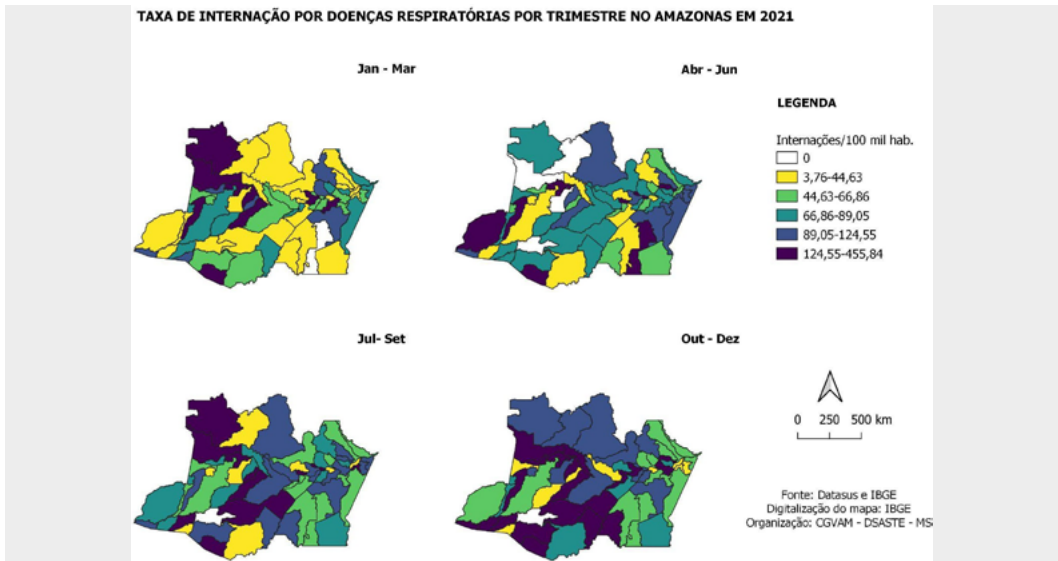 TAXA DE INTERNAÇÃO POR DOENÇAS RESPIRATÓRIAS POR TRIMESTRE NO AMAZONAS EM 2021
Jan - Mar
Abr - Jun
LEGENDA
Internações/100 mil hab.
0
3,76-44,63
44,63-66,86
66,86-89,05
89,05-124,55
124,55-455,84
Jul- Set
Out - Dez
0 250 500 km
Fonte: Datasus e IBGE
Digitalização do mapa: IBGE
Organização: CGVAM - DSASTE - MS